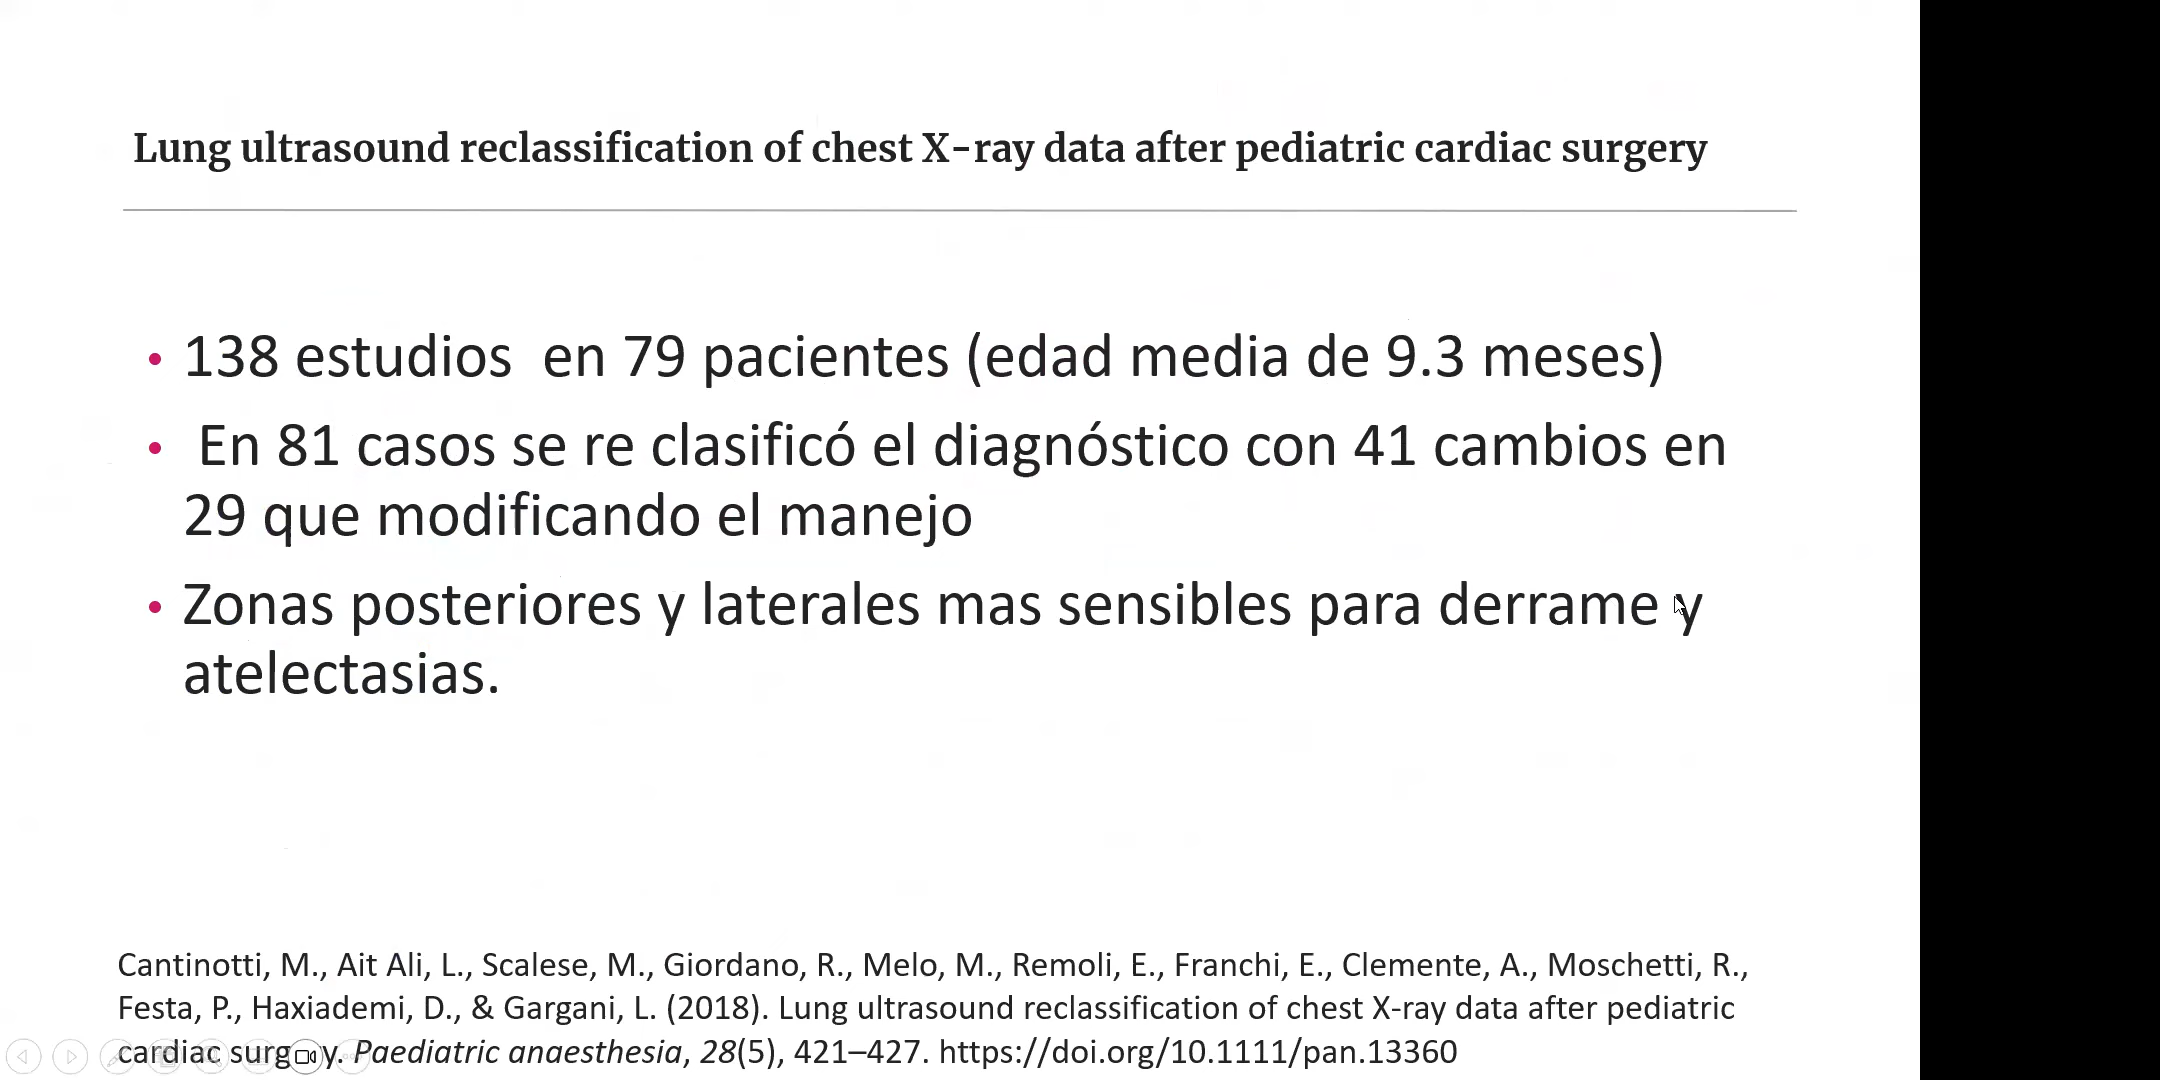 Lung ultrasound reclassification of chest X-ray data after pediatric cardiac surgery
• 138 estudios  en 79 pacientes (edad media de 9.3 meses)
•  En 81 casos se re clasificó el diagnóstico con 41 cambios en
29 que modificando el manejo
• Zonas posteriores y laterales mas sensibles para derrame y
atelectasias.
Cantinotti, M., Ait Ali, L., Scalese, M., Giordano, R., Melo, M., Remoli, E., Franchi, E., Clemente, A., Moschetti, R.,
Festa, P., Haxiademi, D., & Gargani, L. (2018). Lung ultrasound reclassification of chest X-ray data after pediatric
cardiac surgery. Paediatric anaesthesia, 28(5), 421–427. https://doi.org/10.1111/pan.13360